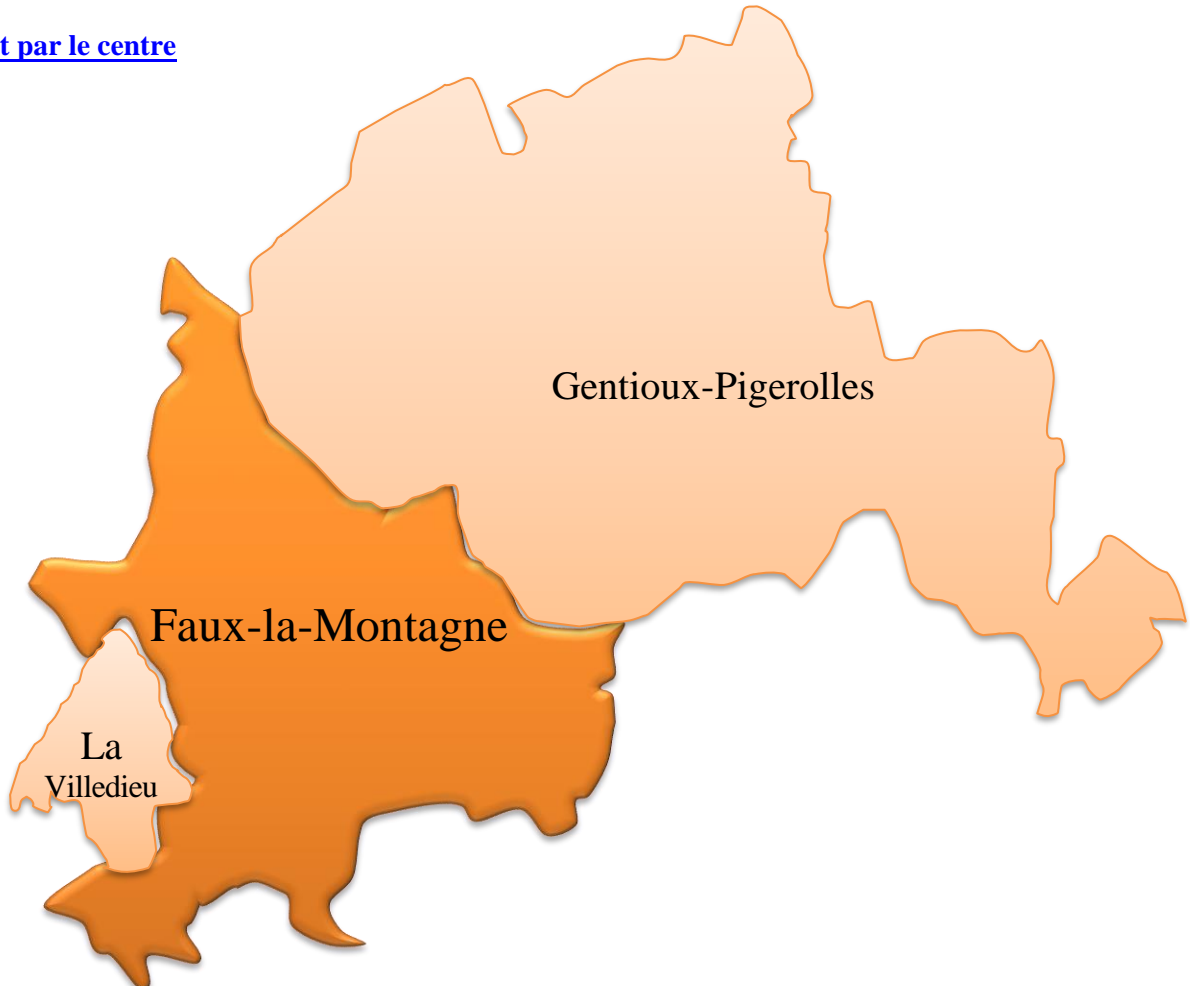 t par le centre
Gentioux-Pigerolles
Faux-la-Montagne
La
Villedieu